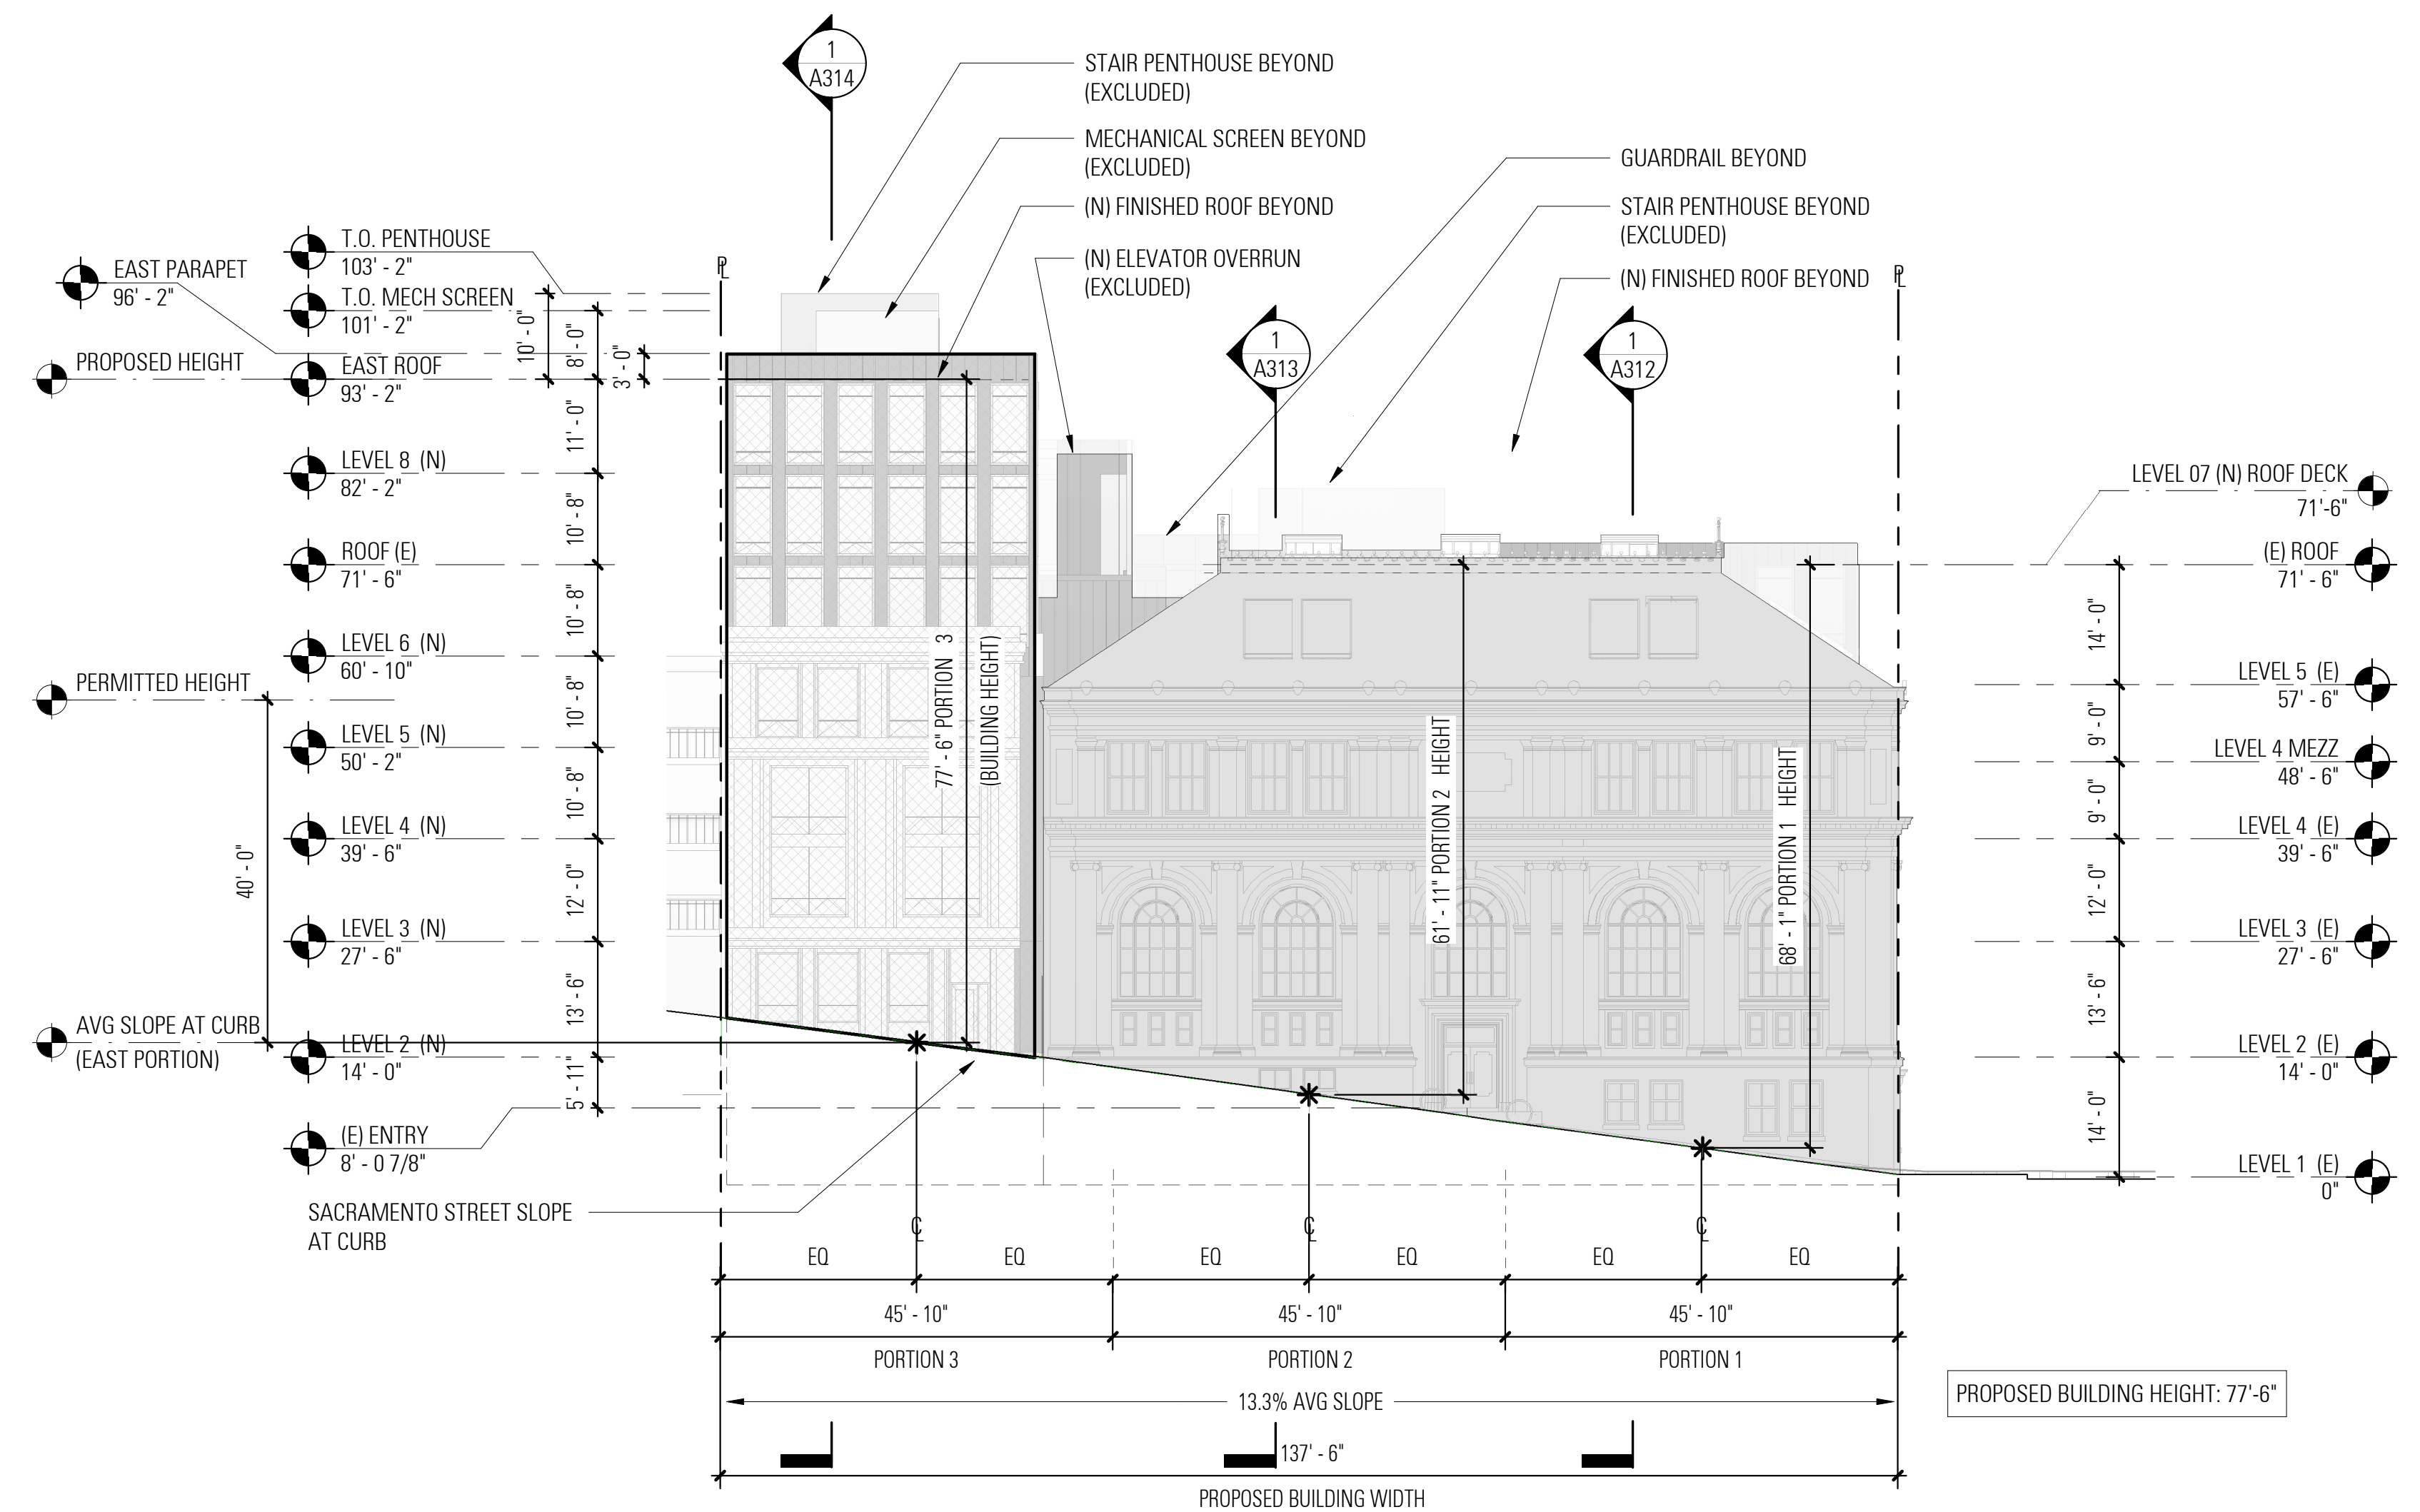 1
A314
STAIR PENTHOUSE BEYOND
(EXCLUDED)
MECHANICAL SCREEN BEYOND
(EXCLUDED)
(N) FINISHED ROOF BEYOND
(N) ELEVATOR OVERRUN
(EXCLUDED)
GUARDRAIL BEYOND
STAIR PENTHOUSE BEYOND
(EXCLUDED)
(N) FINISHED ROOF BEYOND
PL
PL
1
A313
1
A312
T.O. PENTHOUSE
103' - 2"
EAST PARAPET
96' - 2"
T.O. MECH SCREEN
101' - 2"
PROPOSED HEIGHT
EAST ROOF
93' - 2"
LEVEL 8 (N)
82' - 2"
ROOF (E)
71' - 6"
LEVEL 6 (N)
60' - 10"
PERMITTED HEIGHT
LEVEL 5 (N)
50' - 2"
LEVEL 4 (N)
39' - 6"
LEVEL 3 (N)
27' - 6"
AVG SLOPE AT CURB
(EAST PORTION)
LEVEL 2 (N)
14' - 0"
(E) ENTRY
8' - 0 7/8"
SACRAMENTO STREET SLOPE
AT CURB
40' - 0"
10' - 0"
8' - 0"
3' - 0"
11' - 0"
10' - 8"
10' - 8"
10' - 8"
10' - 8"
12' - 0"
13' - 6"
5' - 11"
77' - 6" PORTION 3
(BUILDING HEIGHT)
61' - 11" PORTION 2 HEIGHT
68' - 1" PORTION 1 HEIGHT
LEVEL 07 (N) ROOF DECK
71'-6"
(E) ROOF
71' - 6"
LEVEL 5 (E)
57' - 6"
LEVEL 4 MEZZ
48' - 6"
LEVEL 4 (E)
39' - 6"
LEVEL 3 (E)
27' - 6"
LEVEL 2 (E)
14' - 0"
LEVEL 1 (E)
0"
14' - 0"
9' - 0"
9' - 0"
12' - 0"
13' - 6"
14' - 0"
CL
CL
CL
EQ
EQ
EQ
EQ
EQ
EQ
45' - 10"
45' - 10"
45' - 10"
PORTION 3
PORTION 2
PORTION 1
13.3% AVG SLOPE
137' - 6"
PROPOSED BUILDING WIDTH
PROPOSED BUILDING HEIGHT: 77'-6"